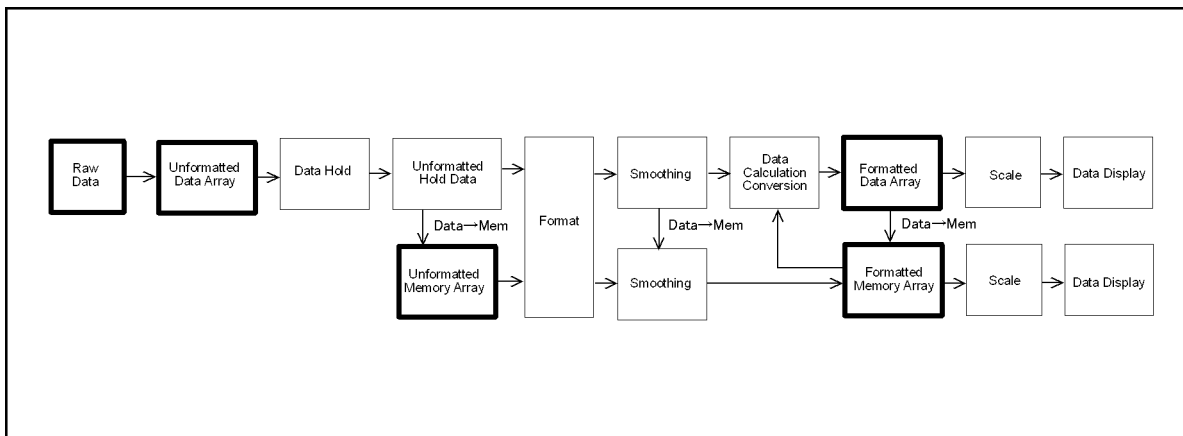 Raw
Data
Unformatted
Data Array
Data Hold
Unformatted
Hold Data
Format
Smoothing
Data
Calculation
Conversion
Formatted
Data Array
Scale
Data Display
Data→Mem
Data→Mem
Data→Mem
Unformatted
Memory Array
Smoothing
Formatted
Memory Array
Scale
Data Display